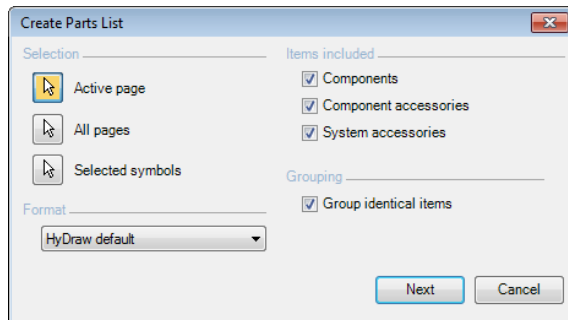 Create Parts List
Selection
Active page
All pages
Selected symbols
Format
HyDraw default
Items included
Components
Component accessories
System accessories
Grouping
Group identical items
Next
Cancel